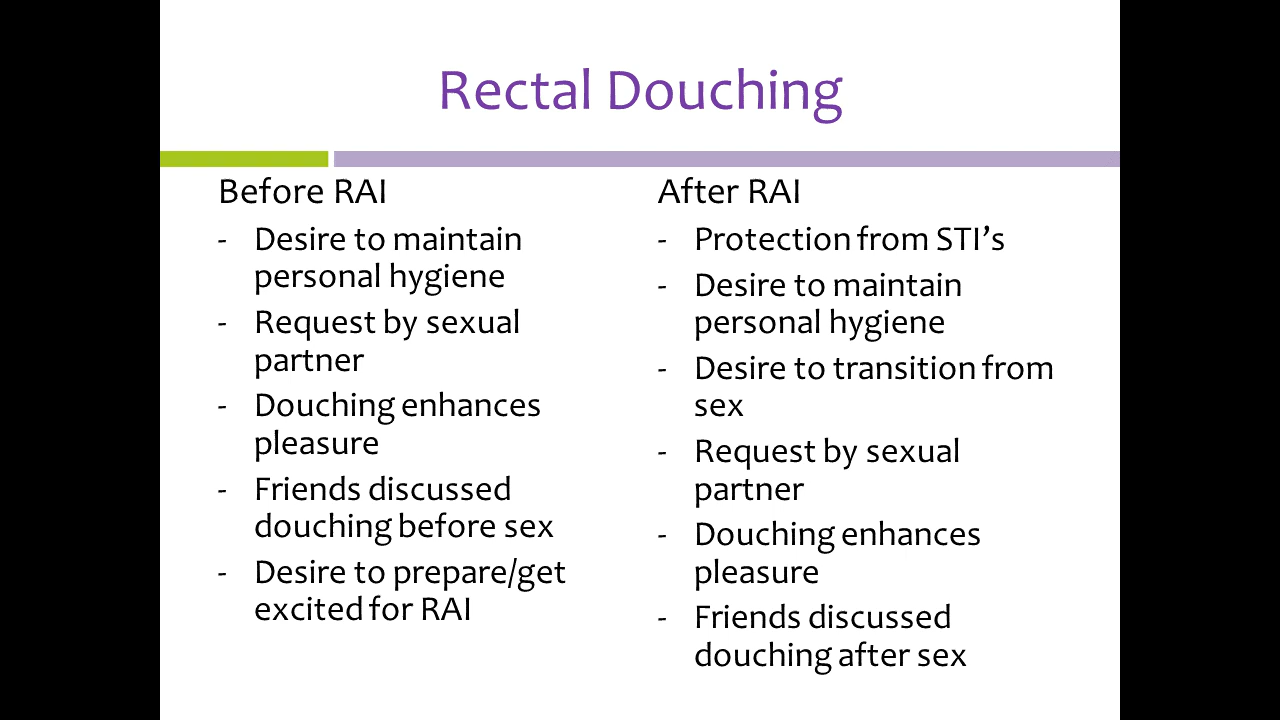 Rectal Douching
Before RAI
- Desire to maintain
personal hygiene
- Request by sexual
partner
- Douching enhances
pleasure
- Friends discussed
douching before sex
- Desire to prepare/get
excited for RAI
After RAI
- Protection from STI’s
- Desire to maintain
personal hygiene
- Desire to transition from
sex
- Request by sexual
partner
- Douching enhances
pleasure
- Friends discussed
douching after sex